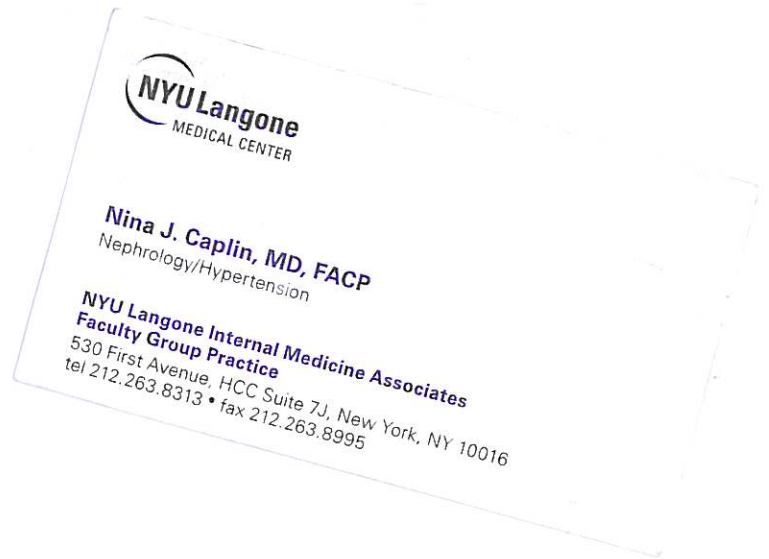 NYU Langone
MEDICAL CENTER
Nina J. Caplin, MD, FACP
Nephrology/Hypertension
NYU Langone Internal Medicine Associates
Faculty Group Practice
530 First Avenue, HCC Suite 7J, New York, NY 10016
tel 212.263.8313 • fax 212.263.8995